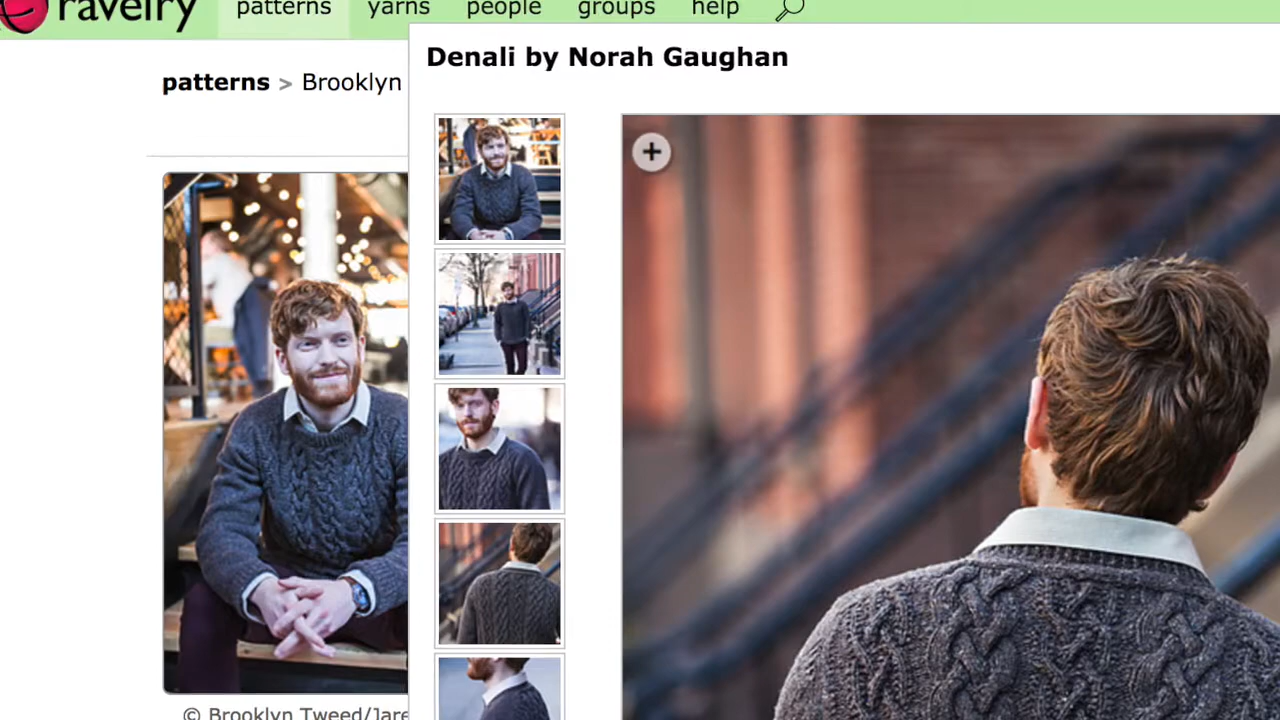 ravelry
patterns yarns people groups help
Denali by Norah Gaughan
patterns > Brooklyn
© Brooklyn Tweed/Jare